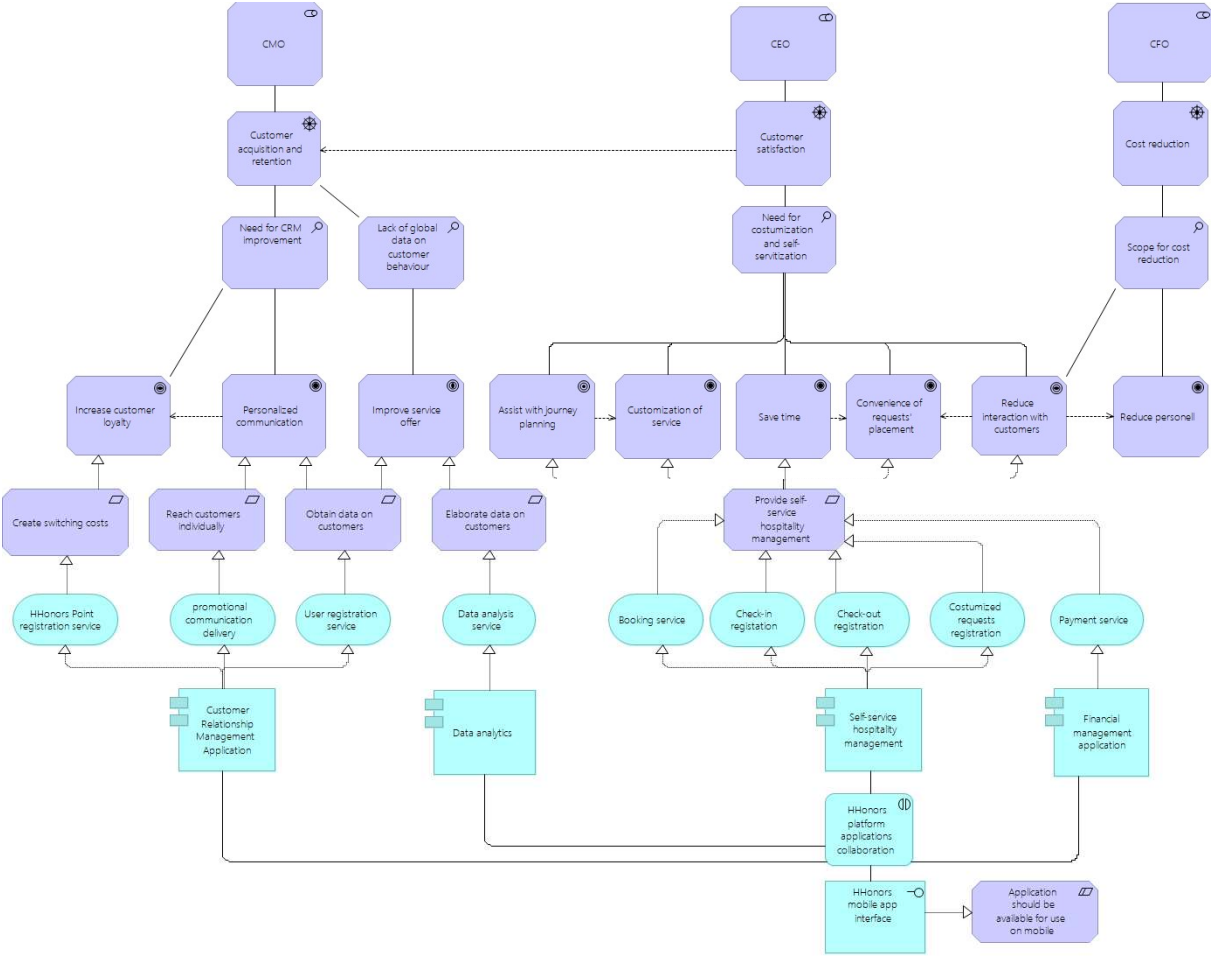 CMO
CEO
CFO
Customer
acquisition and
retention
Customer
satisfaction
Cost reduction
Need for CRM
improvement
Lack of global
data on
customer
behaviour
Need for
costumization
and self-
servitization
Scope for cost
reduction
Increase customer
loyalty
Personalized
communication
Improve service
offer
Assist with journey
planning
Customization of
service
Save time
Convenience of
requests'
placement
Reduce
interaction with
customers
Reduce personell
Create switching costs
Reach customers
individually
Obtain data on
customers
Elaborate data on
customers
Provide self-
service
hospitality
management
HHonors Point
registration service
promotional
communication
delivery
User registration
service
Data analysis
service
Booking service
Check-in
registation
Check-out
registration
Costumized
requests
registration
Payment service
Customer
Relationship
Management
Application
Data analytics
Self-service
hospitality
management
Financial
management
application
HHonors
platform
applications
collaboration
HHonors
mobile app
interface
Application
should be
available for use
on mobile